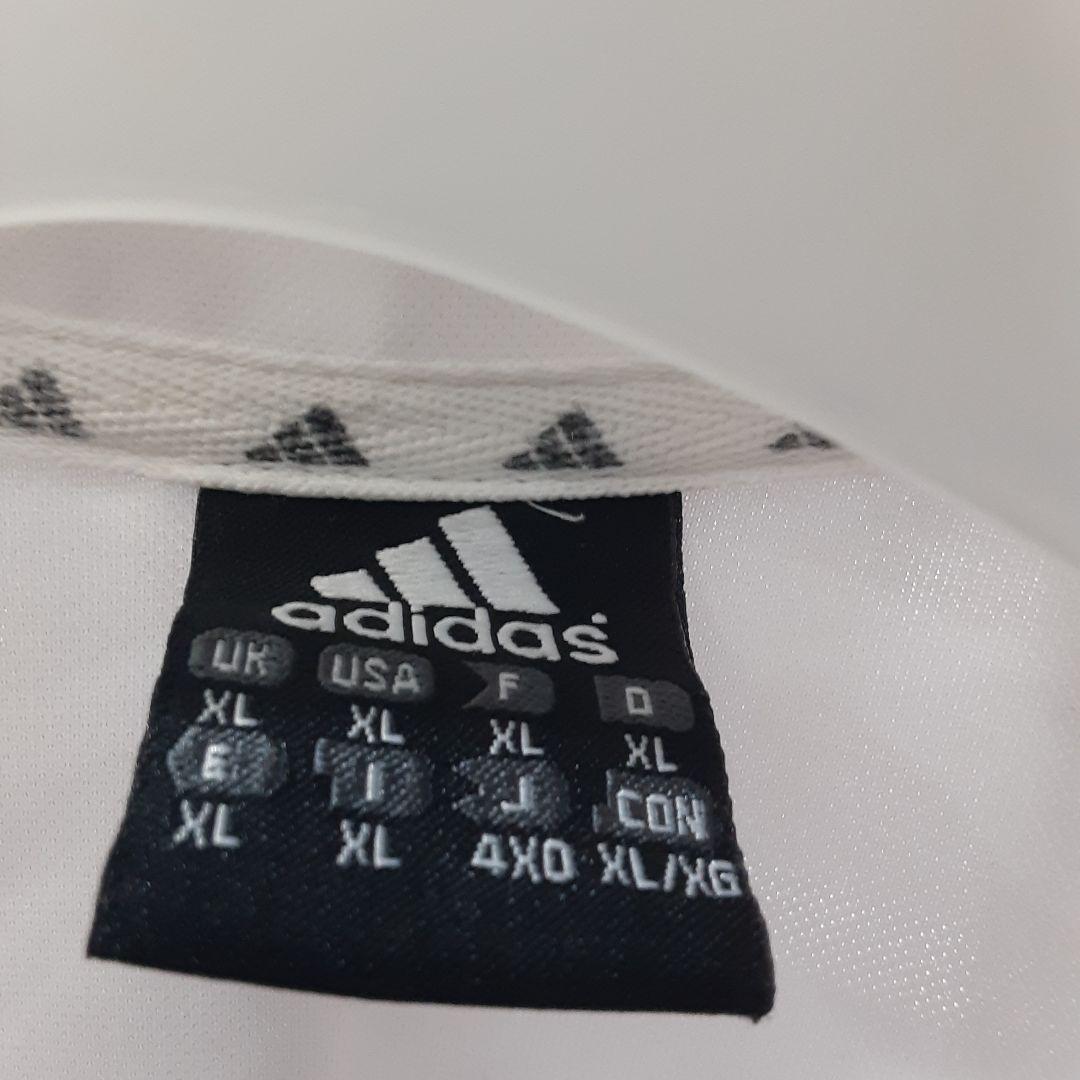 adidas
UK USA F D
XL XL XL XL
E I J CON
XL XL 4XO XL/XG